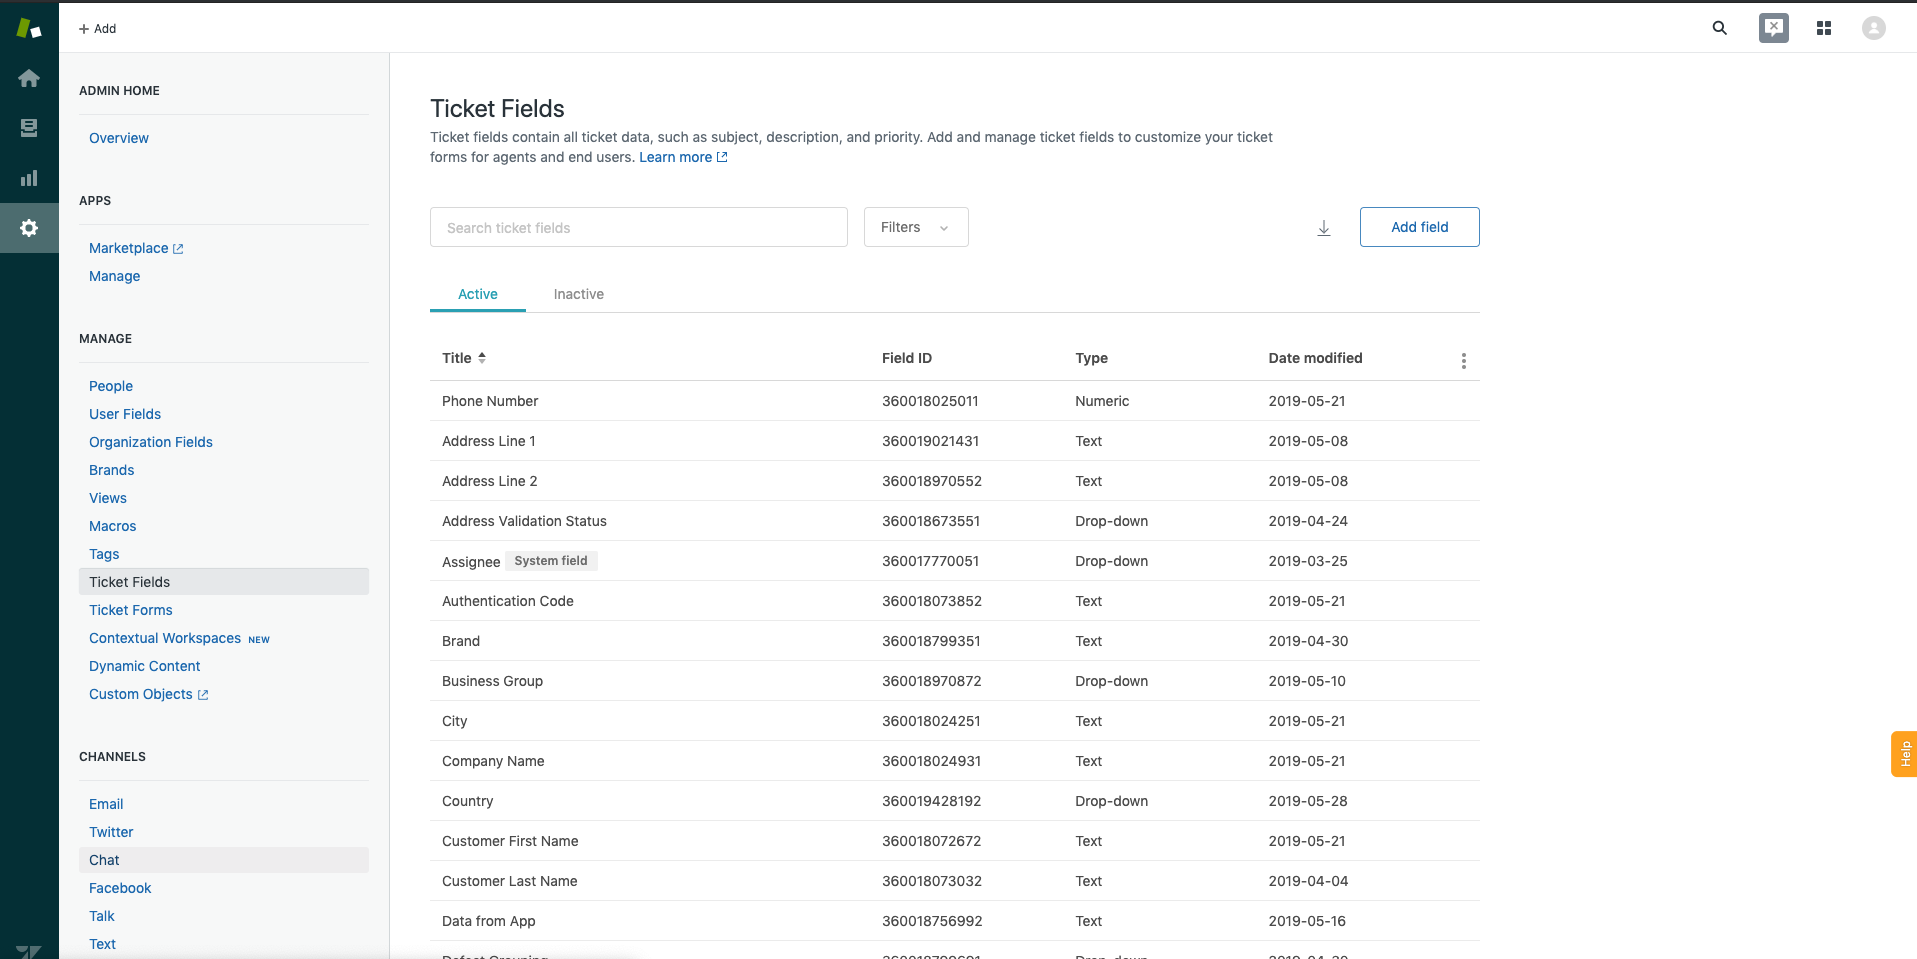 + Add
ADMIN HOME
Overview
APPS
Marketplace
Manage
MANAGE
People
User Fields
Organization Fields
Brands
Views
Macros
Tags
Ticket Fields
Ticket Forms
Contextual Workspaces NEW
Dynamic Content
Custom Objects
CHANNELS
Email
Twitter
Chat
Facebook
Talk
Text
Ticket Fields
Ticket fields contain all ticket data, such as subject, description, and priority. Add and manage ticket fields to customize your ticket
forms for agents and end users. Learn more
Search ticket fields Filters Add field
Active Inactive
Title Field ID Type Date modified
Phone Number 360018025011 Numeric 2019-05-21
Address Line 1 360019021431 Text 2019-05-08
Address Line 2 360018970552 Text 2019-05-08
Address Validation Status 360018673551 Drop-down 2019-04-24
Assignee System field 360017770051 Drop-down 2019-03-25
Authentication Code 360018073852 Text 2019-05-21
Brand 360018799351 Text 2019-04-30
Business Group 360018970872 Drop-down 2019-05-10
City 360018024251 Text 2019-05-21
Company Name 360018024931 Text 2019-05-21
Country 360019428192 Drop-down 2019-05-28
Customer First Name 360018072672 Text 2019-05-21
Customer Last Name 360018073032 Text 2019-04-04
Data from App 360018756992 Text 2019-05-16
Help